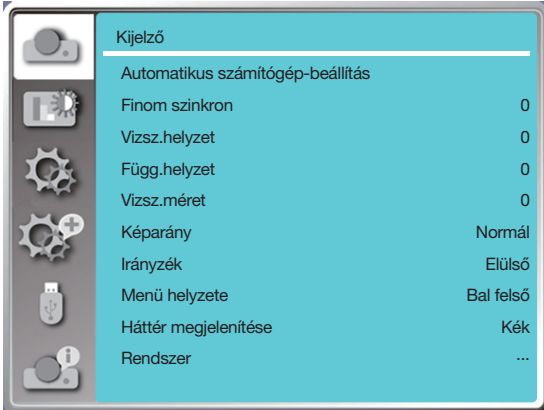 Kijelző
Automatikus számítógép-beállítás
Finom szinkron 0
Vizsz.helyzet 0
Függ.helyzet 0
Vizsz.méret 0
Képarány Normál
Irányzék Elülső
Menü helyzete Bal felső
Háttér megjelenítése Kék
Rendszer ...